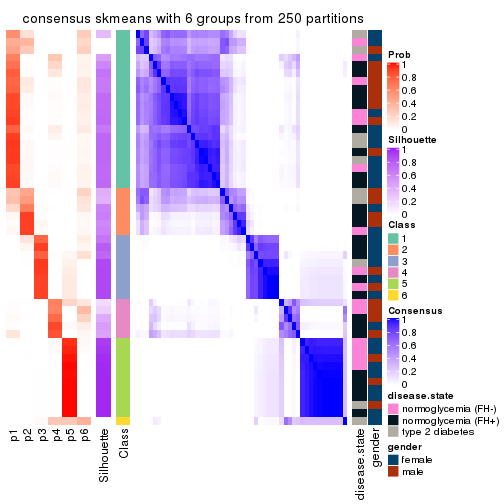 consensus skmeans with 6 groups from 250 partitions
Prob
1
0.8
0.6
0.4
0.2
0
Silhouette
1
0.8
0.6
0.4
0.2
0
Class
1
2
3
4
5
6
Consensus
1
0.8
0.6
0.4
0.2
0
disease.state
normoglycemia (FH-)
normoglycemia (FH+)
type 2 diabetes
gender
female
male
p1
p2
p3
p4
p5
p6
Silhouette
Class
disease.state
gender